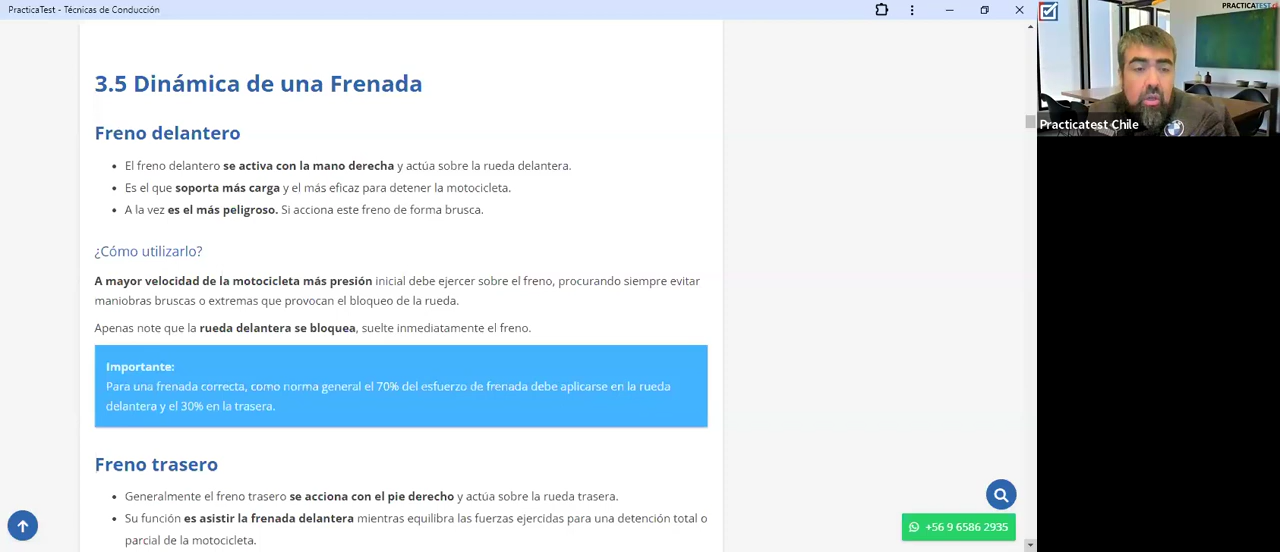 PracticaTest - Técnicas de Conducción
PRACTICATEST
Practicatest Chile
3.5 Dinámica de una Frenada
Freno delantero
El freno delantero se activa con la mano derecha y actúa sobre la rueda delantera.
Es el que soporta más carga y el más eficaz para detener la motocicleta.
A la vez es el más peligroso. Si acciona este freno de forma brusca.
¿Cómo utilizarlo?
A mayor velocidad de la motocicleta más presión inicial debe ejercer sobre el freno, procurando siempre evitar
maniobras bruscas o extremas que provocan el bloqueo de la rueda.
Apenas note que la rueda delantera se bloquea, suelte inmediatamente el freno.
Importante:
Para una frenada correcta, como norma general el 70% del esfuerzo de frenada debe aplicarse en la rueda
delantera y el 30% en la trasera.
Freno trasero
Generalmente el freno trasero se acciona con el pie derecho y actúa sobre la rueda trasera.
Su función es asistir la frenada delantera mientras equilibra las fuerzas ejercidas para una detención total o
parcial de la motocicleta.
+56 9 6586 2935